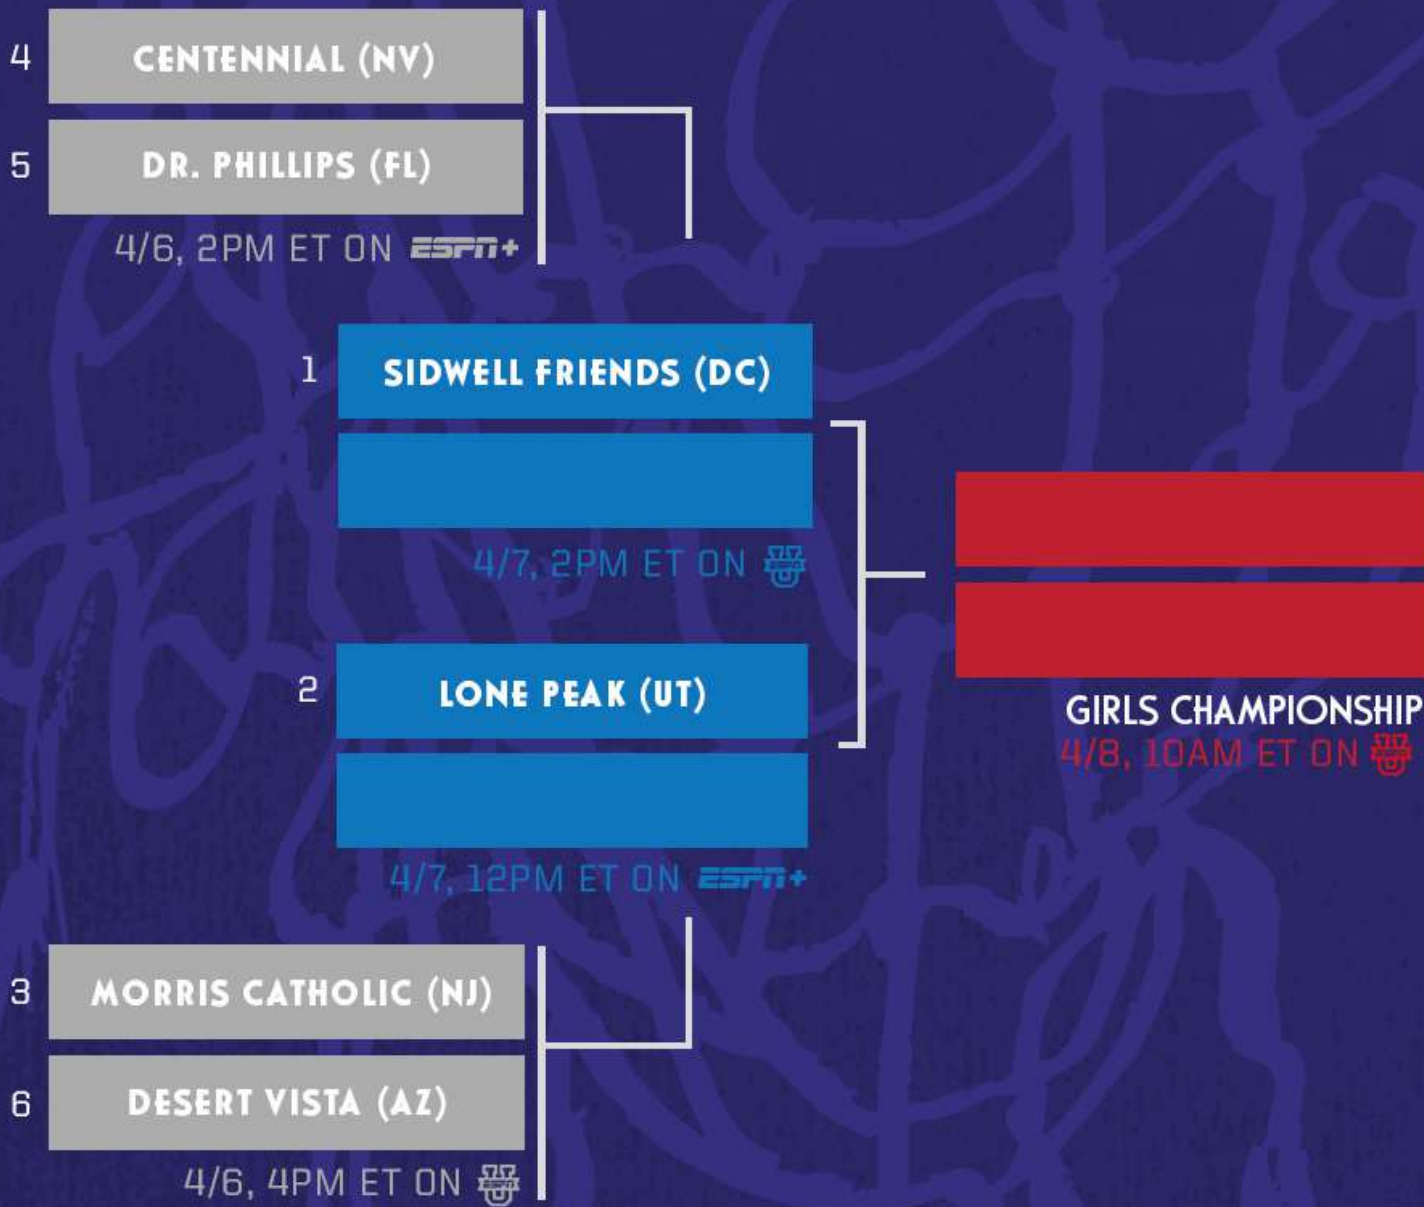 4 CENTENNIAL (NV)
5 DR. PHILLIPS (FL)
4/6, 2PM ET ON ESPN+
1 SIDWELL FRIENDS (DC)
4/7, 2PM ET ON
2 LONE PEAK (UT)
4/7, 12PM ET ON ESPN+
GIRLS CHAMPIONSHIP
4/8, 10AM ET ON
3 MORRIS CATHOLIC (NJ)
6 DESERT VISTA (AZ)
4/6, 4PM ET ON